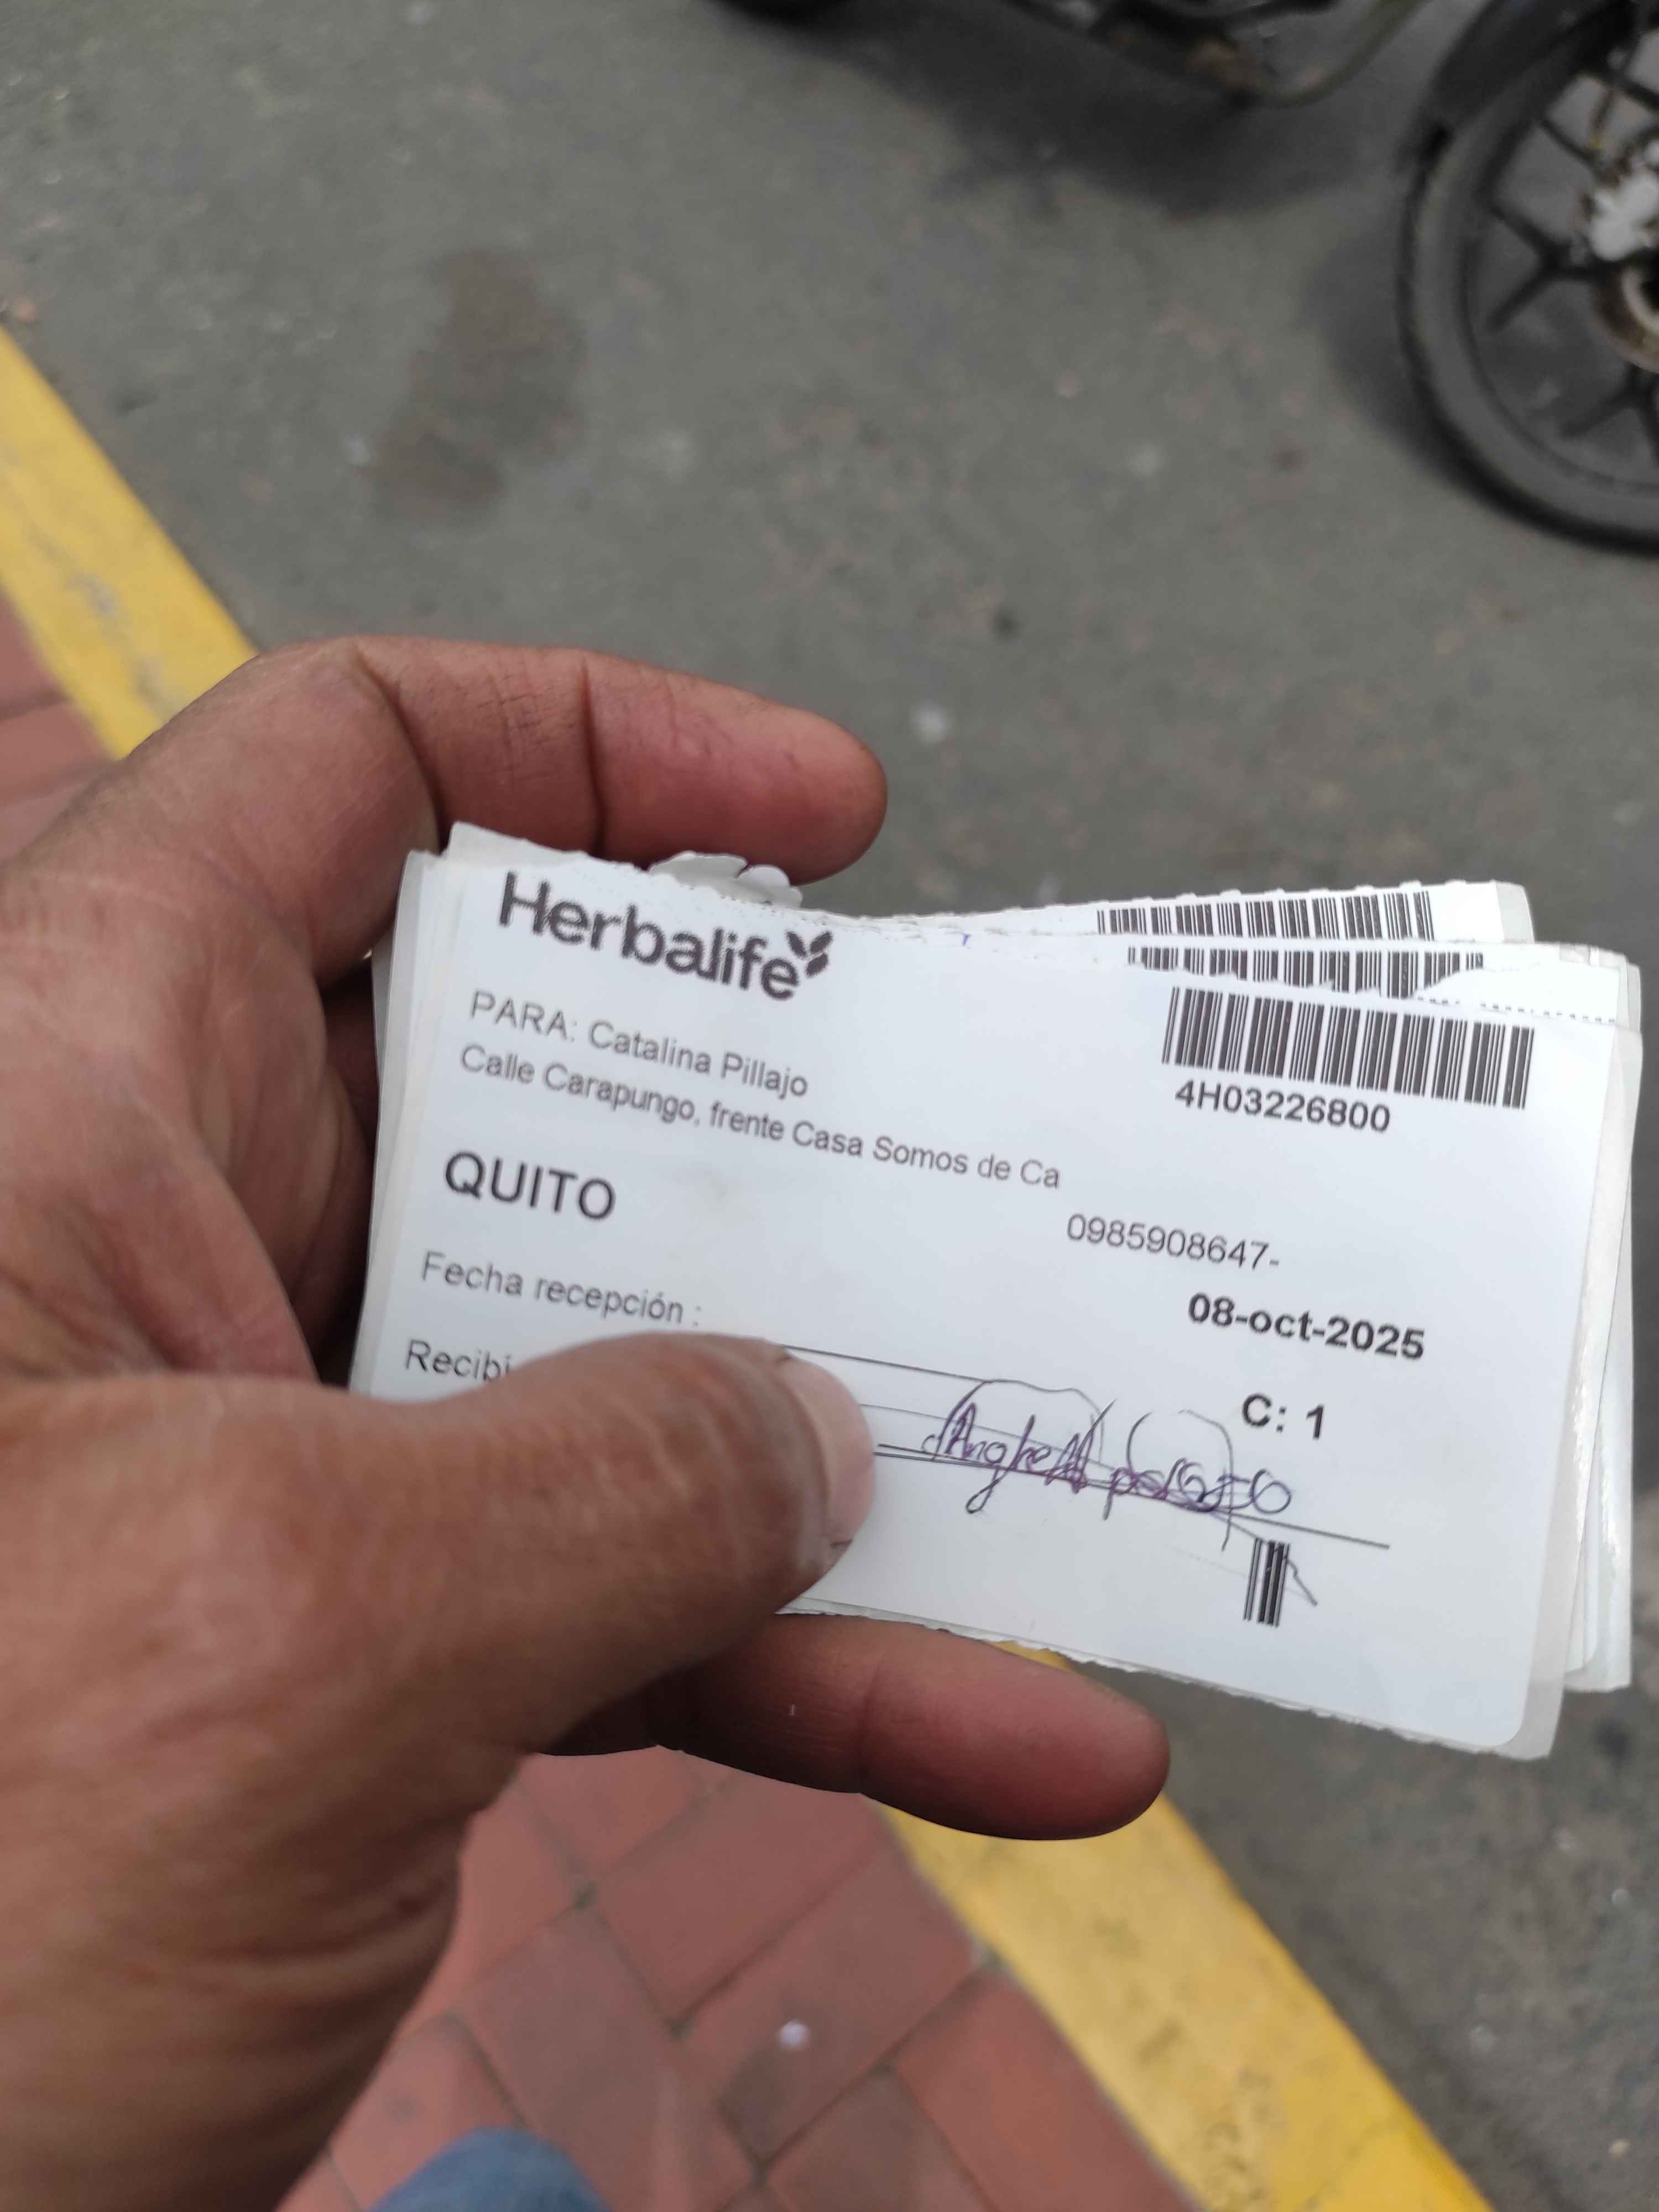 Herbalife
4H03226800
PARA: Catalina Pillajo
Calle Carapungo, frente Casa Somos de Ca
QUITO
0985908647-
Fecha recepción :
08-oct-2025
Recibi
C: 1